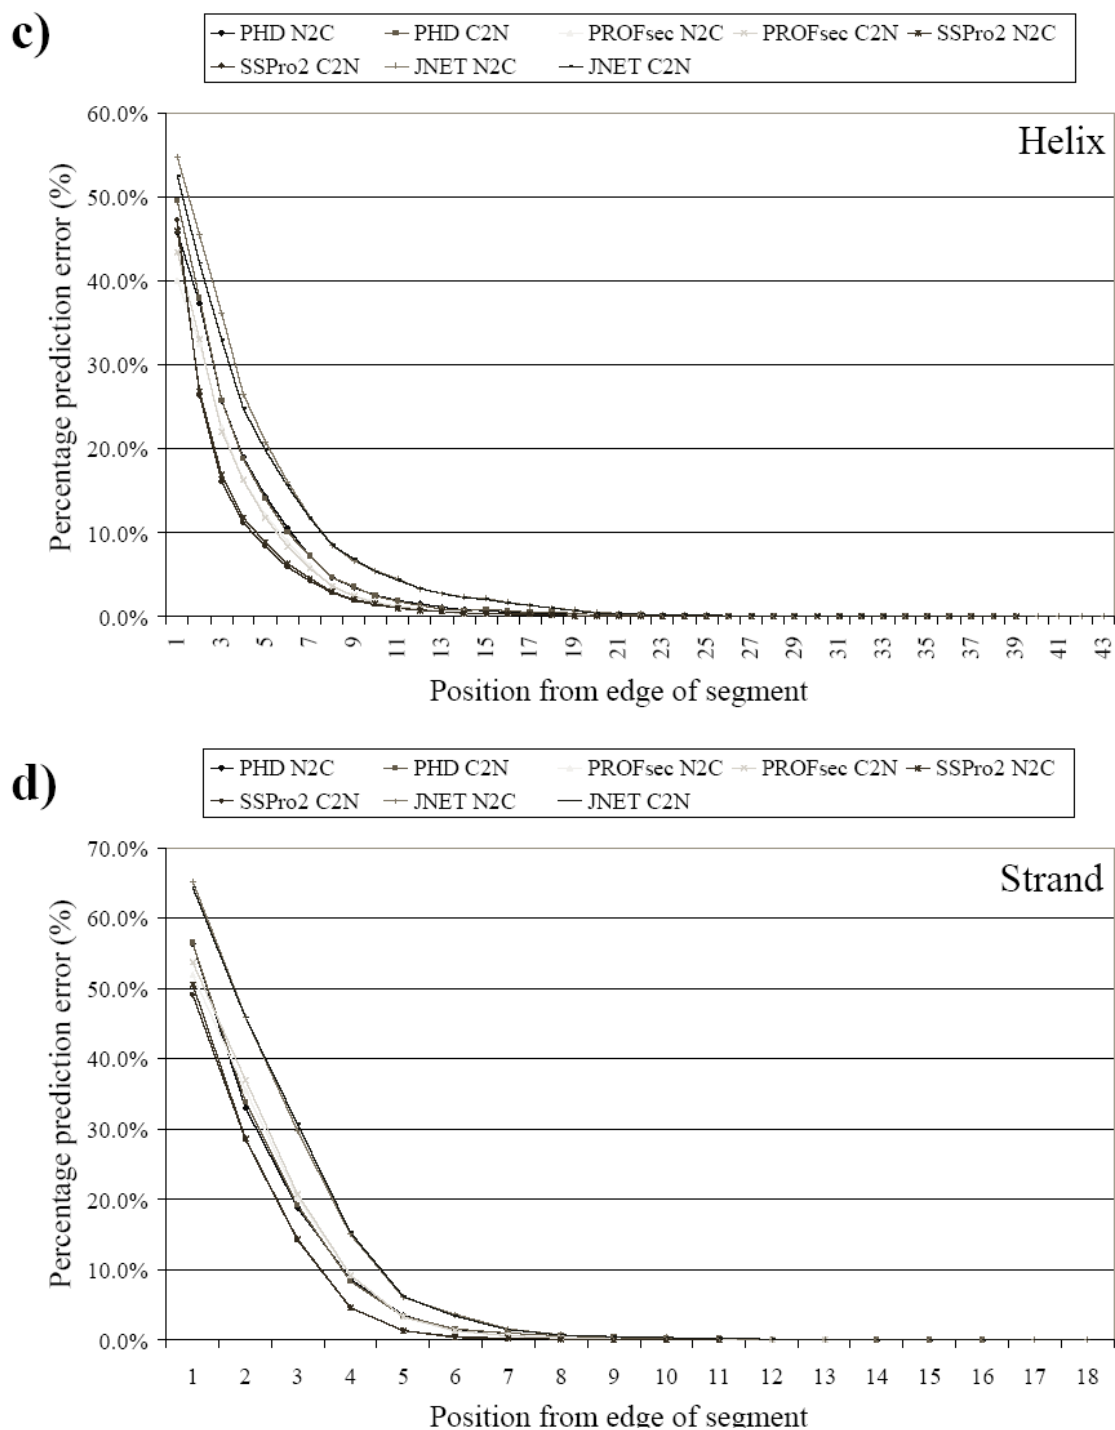 c)
PHD N2C PHD C2N PROFsec N2C PROFsec C2N SSPro2 N2C
SSPro2 C2N JNET N2C JNET C2N
Helix
Percentage prediction error (%)
60.0%
50.0%
40.0%
30.0%
20.0%
10.0%
0.0%
1 3 5 7 9 11 13 15 17 19 21 23 25 27 29 31 33 35 37 39 41 43
Position from edge of segment
d)
PHD N2C PHD C2N PROFsec N2C PROFsec C2N SSPro2 N2C
SSPro2 C2N JNET N2C JNET C2N
Strand
Percentage prediction error (%)
70.0%
60.0%
50.0%
40.0%
30.0%
20.0%
10.0%
0.0%
1 2 3 4 5 6 7 8 9 10 11 12 13 14 15 16 17 18
Position from edge of segment